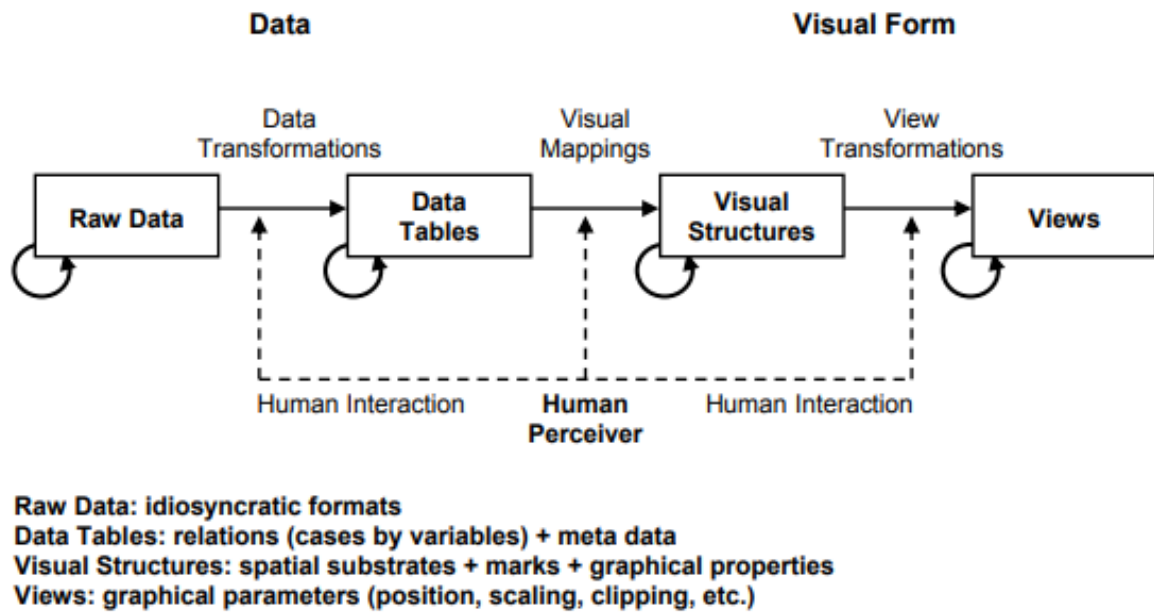 Data
Visual Form
Data
Transformations
Visual
Mappings
View
Transformations
Raw Data
Data
Tables
Visual
Structures
Views
Human Interaction
Human
Perceiver
Human Interaction
Raw Data: idiosyncratic formats
Data Tables: relations (cases by variables) + meta data
Visual Structures: spatial substrates + marks + graphical properties
Views: graphical parameters (position, scaling, clipping, etc.)